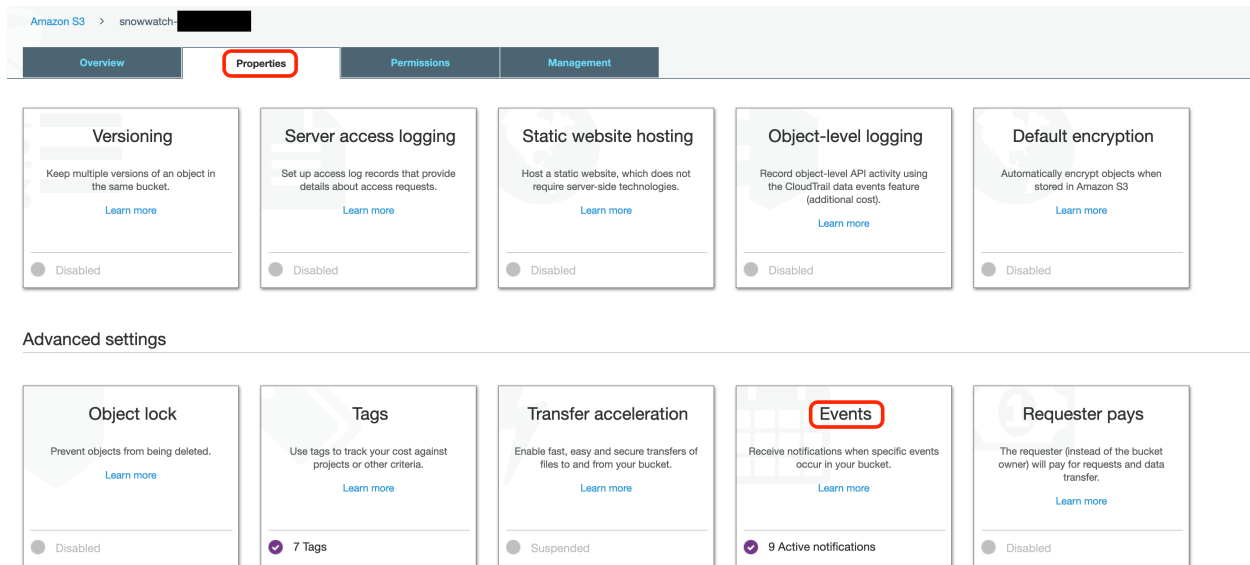 Amazon S3 > snowwatch-
Overview
Properties
Permissions
Management
Versioning
Keep multiple versions of an object in
the same bucket.
Learn more
Disabled
Server access logging
Set up access log records that provide
details about access requests.
Learn more
Disabled
Static website hosting
Host a static website, which does not
require server-side technologies.
Learn more
Disabled
Object-level logging
Record object-level API activity using
the CloudTrail data events feature
(additional cost).
Learn more
Disabled
Default encryption
Automatically encrypt objects when
stored in Amazon S3
Learn more
Disabled
Advanced settings
Object lock
Prevent objects from being deleted.
Learn more
Disabled
Tags
Use tags to track your cost against
projects or other criteria.
Learn more
7 Tags
Transfer acceleration
Enable fast, easy and secure transfers of
files to and from your bucket.
Learn more
Suspended
Events
Receive notifications when specific events
occur in your bucket.
Learn more
9 Active notifications
Requester pays
The requester (instead of the bucket
owner) will pay for requests and data
transfer.
Learn more
Disabled